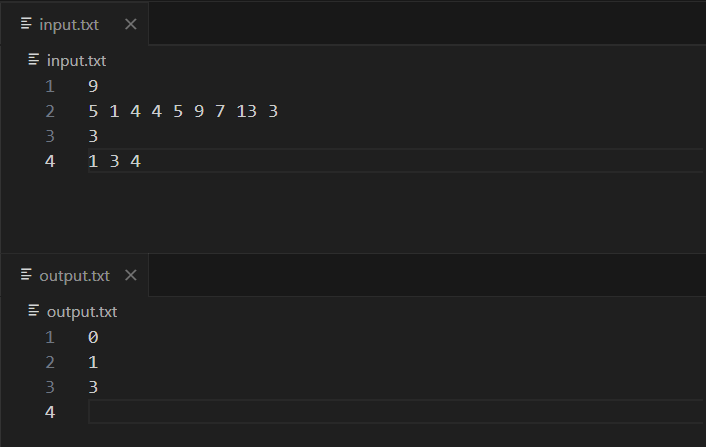 input.txt
input.txt
1 9
2 5 1 4 4 5 9 7 13 3
3 3
4 1 3 4
output.txt
output.txt
1 0
2 1
3 3
4